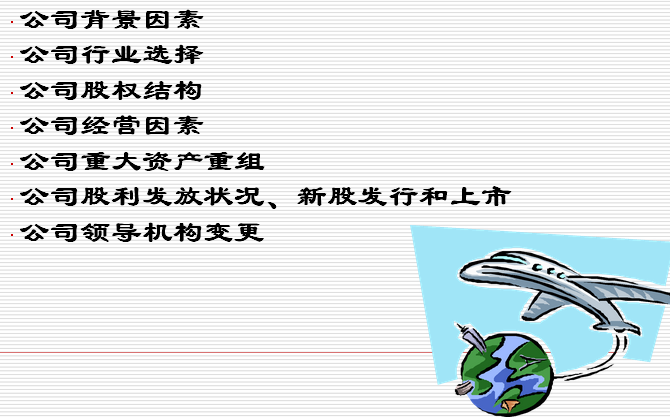 公司背景因素
公司行业选择
公司股权结构
公司经营因素
公司重大资产重组
公司股利发放状况、新股发行和上市
公司领导机构变更